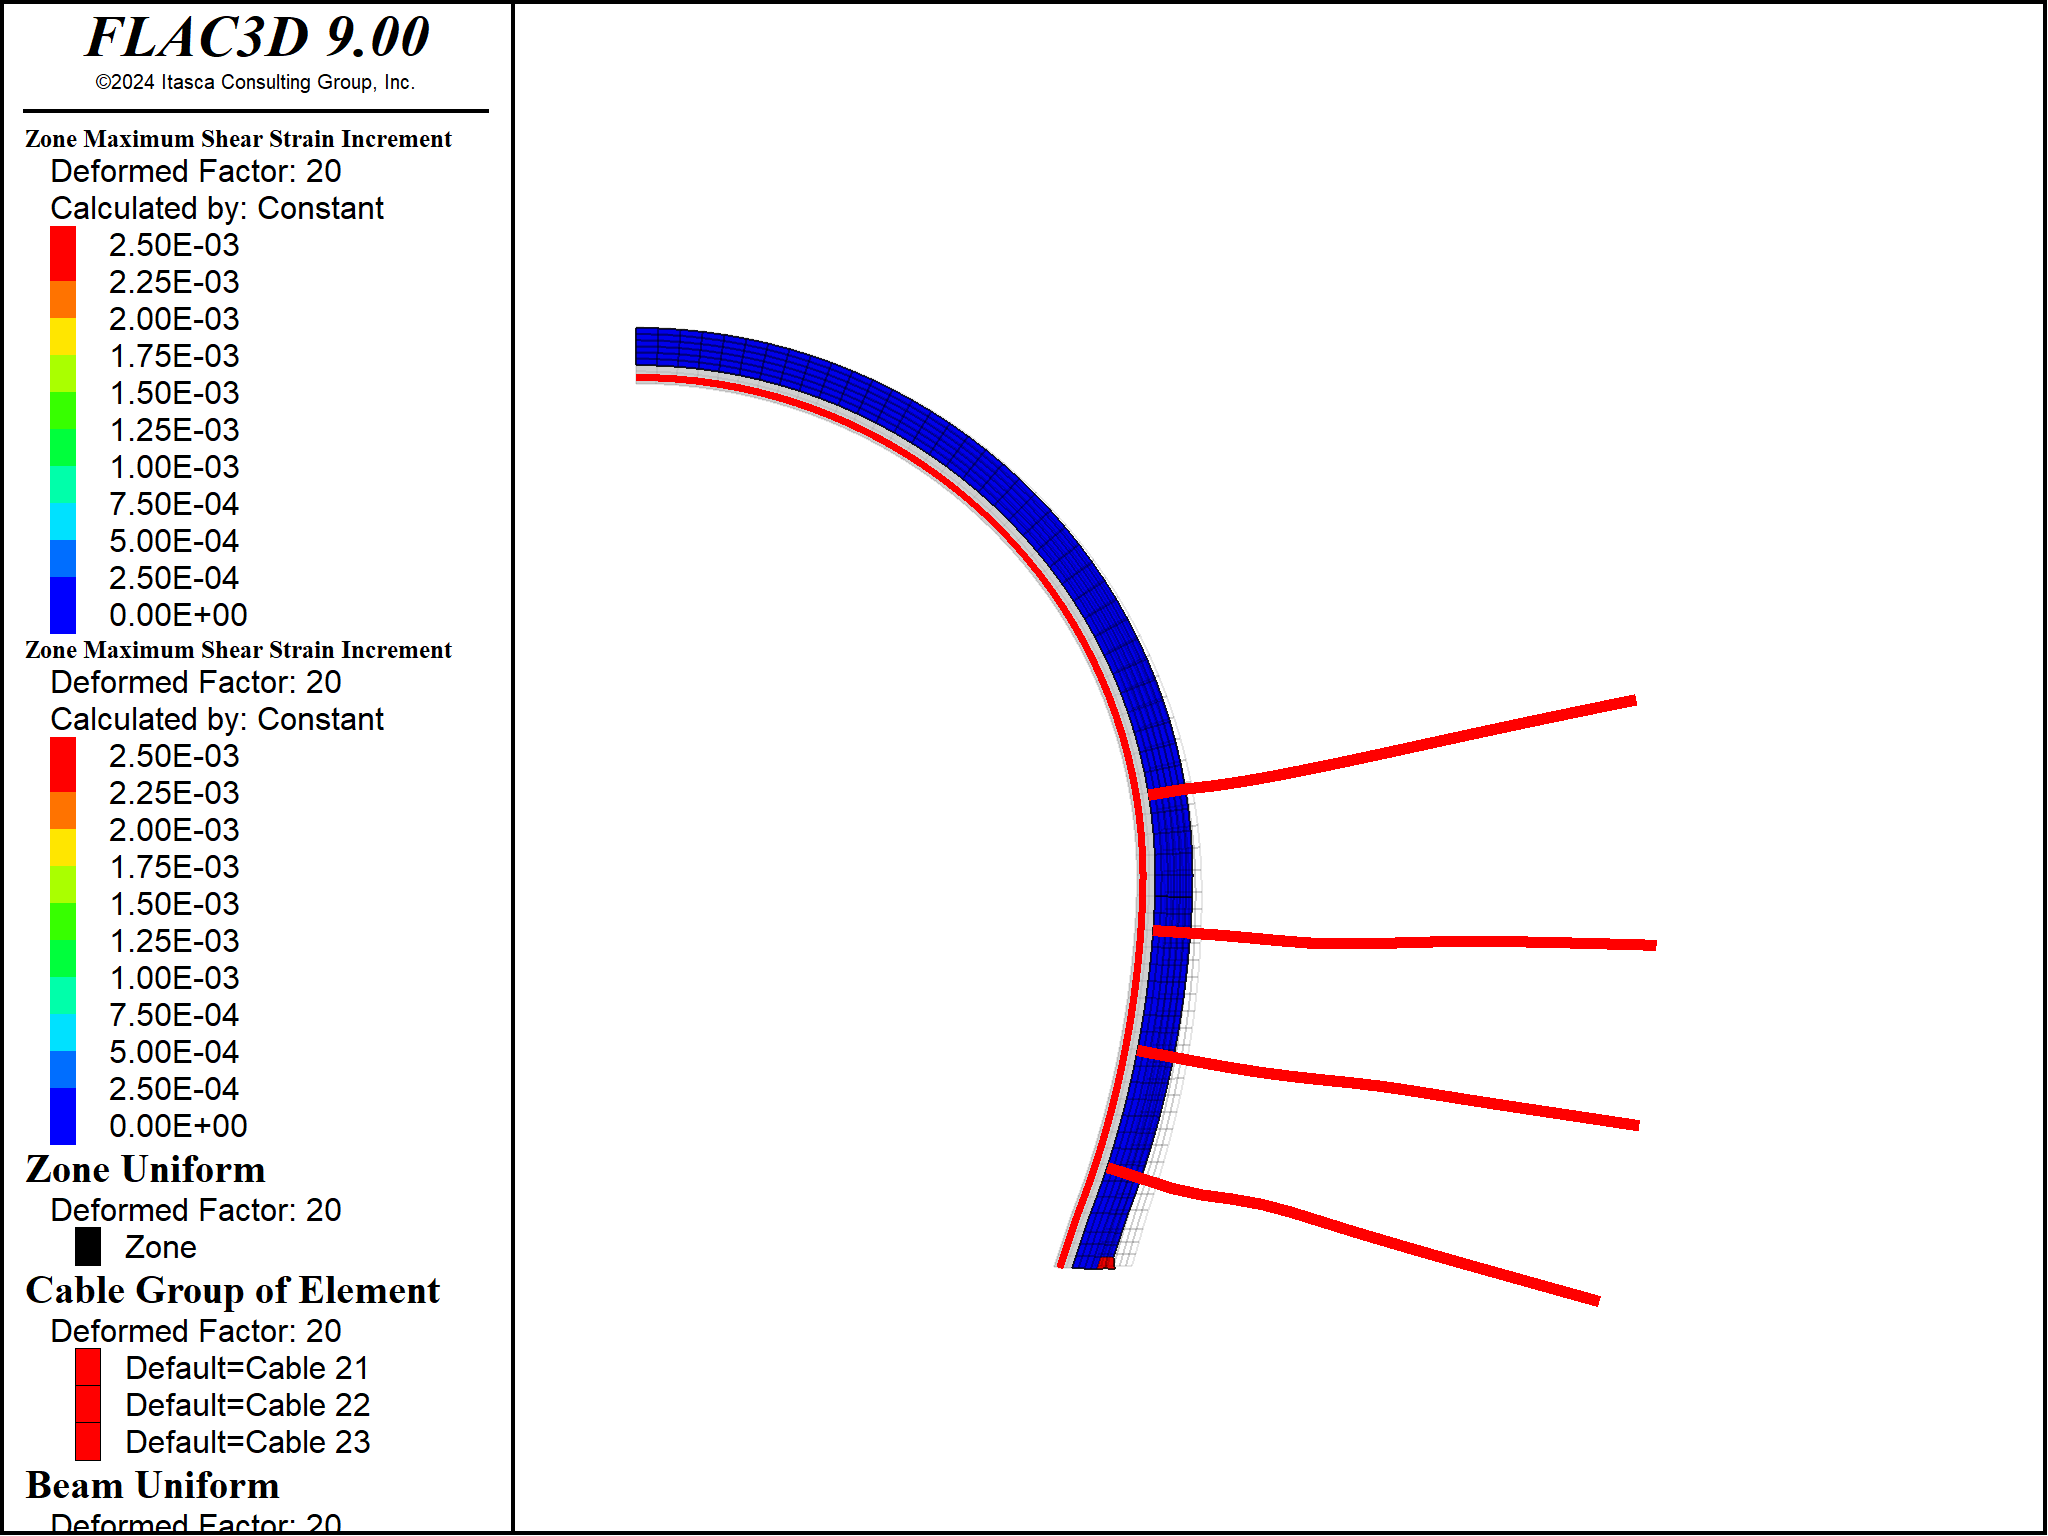 FLAC3D 9.00
©2024 Itasca Consulting Group, Inc.
Zone Maximum Shear Strain Increment
Deformed Factor: 20
Calculated by: Constant
2.50E-03
2.25E-03
2.00E-03
1.75E-03
1.50E-03
1.25E-03
1.00E-03
7.50E-04
5.00E-04
2.50E-04
0.00E+00
Zone Maximum Shear Strain Increment
Deformed Factor: 20
Calculated by: Constant
2.50E-03
2.25E-03
2.00E-03
1.75E-03
1.50E-03
1.25E-03
1.00E-03
7.50E-04
5.00E-04
2.50E-04
0.00E+00
Zone Uniform
Deformed Factor: 20
Zone
Cable Group of Element
Deformed Factor: 20
Default=Cable 21
Default=Cable 22
Default=Cable 23
Beam Uniform
Deformed Factor: 20